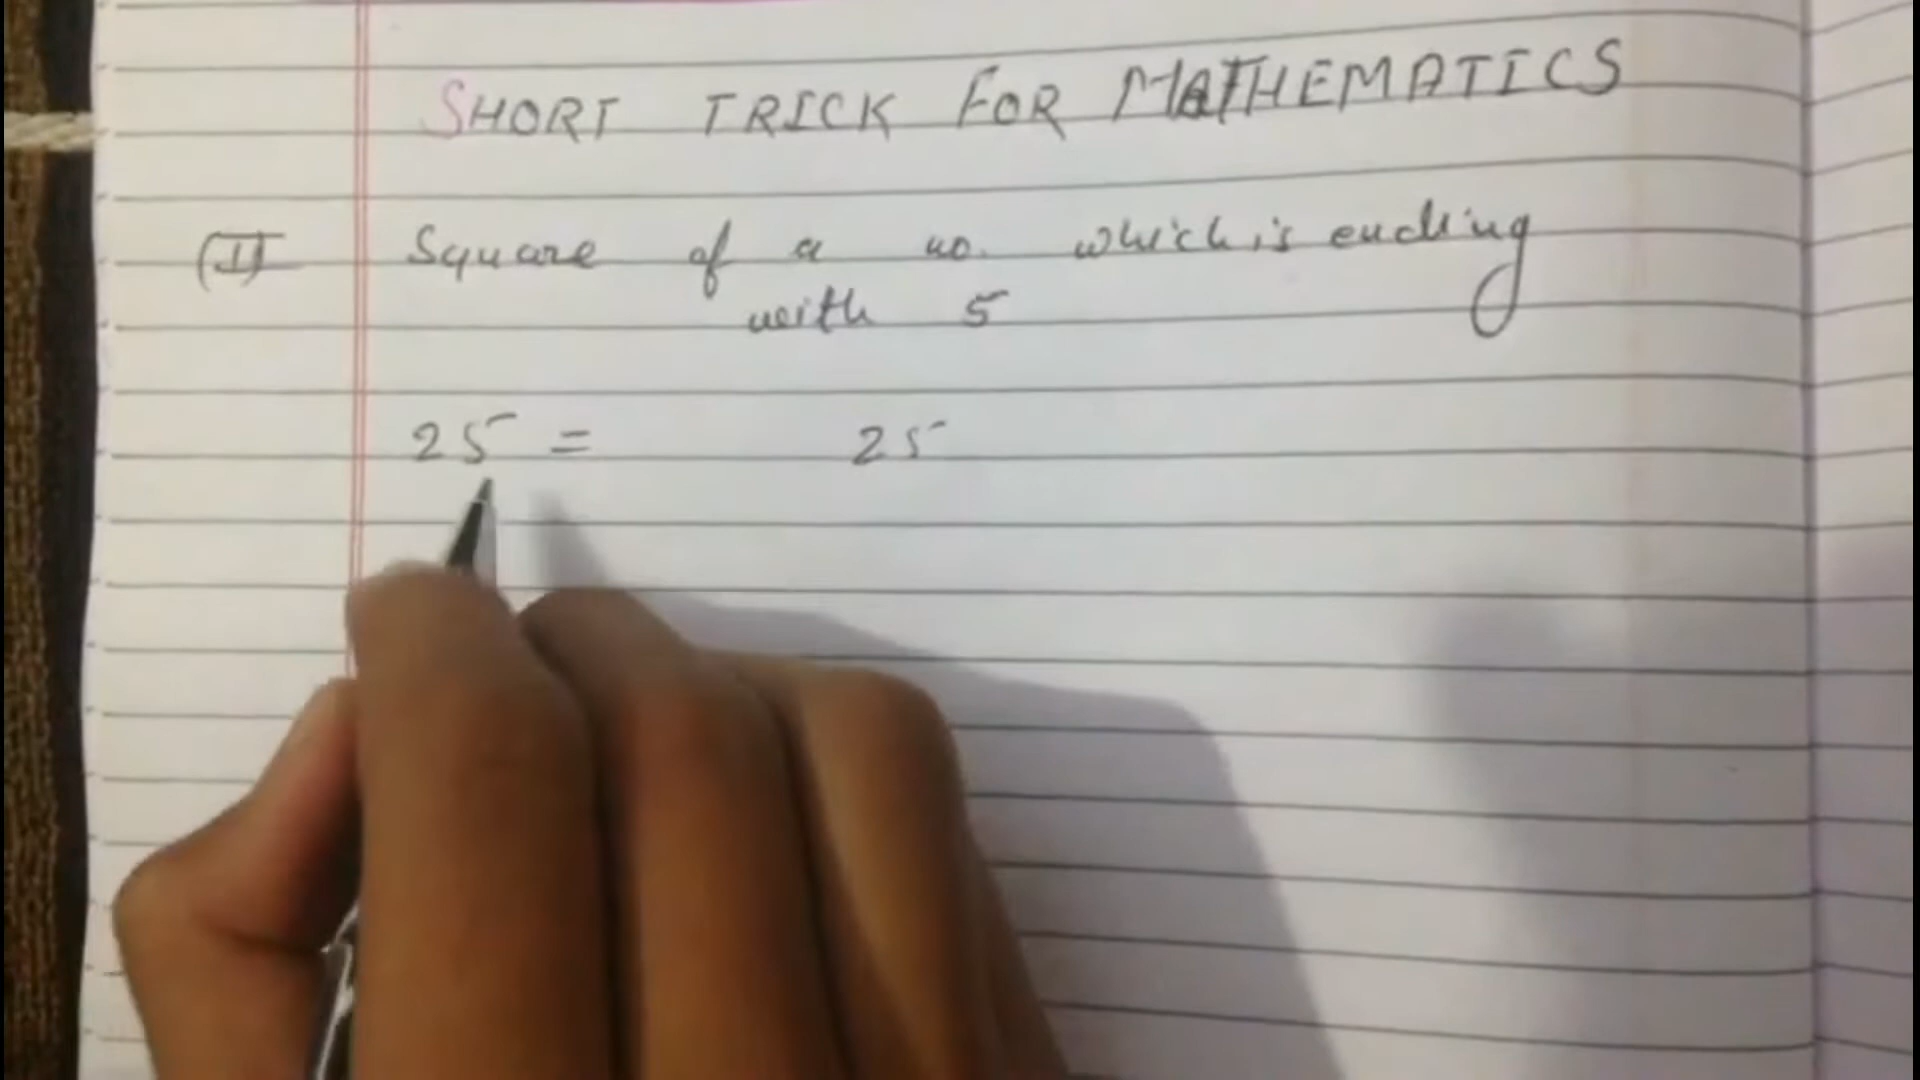 SHORT TRICK FOR MATHEMATICS
(I) Square of a no. which is ending
with 5
25 = 25